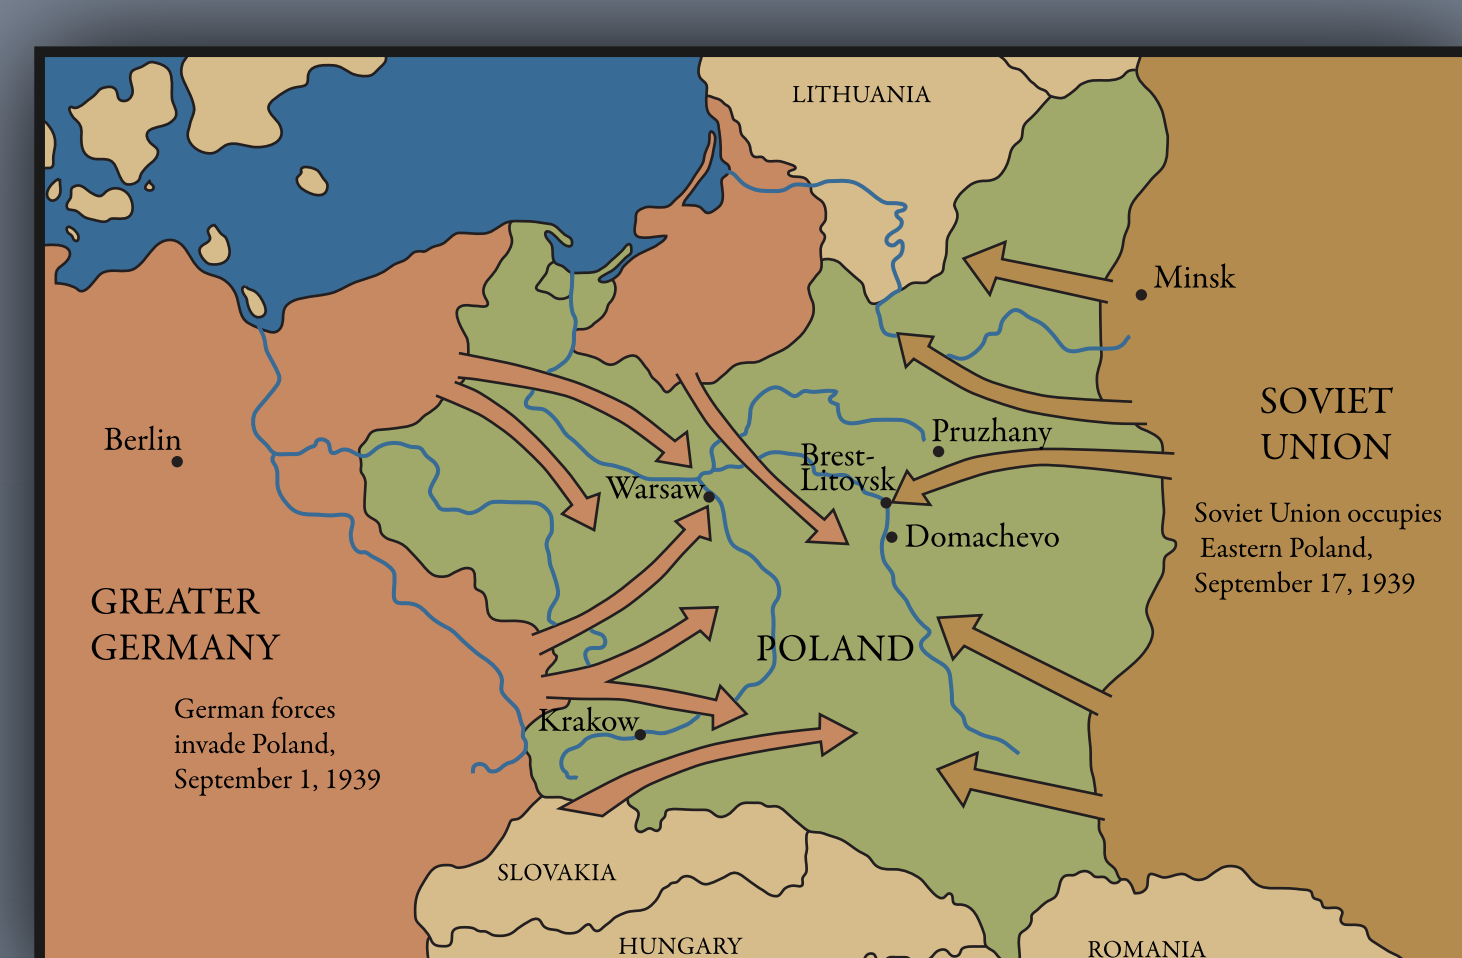 LITHUANIA
Minsk
SOVIET
UNION
Berlin
Pruzhany
Brest-
Litovsk
Warsaw
Domachevo
Soviet Union occupies
Eastern Poland,
September 17, 1939
GREATER
GERMANY
POLAND
German forces
invade Poland,
September 1, 1939
Krakow
SLOVAKIA
HUNGARY
ROMANIA